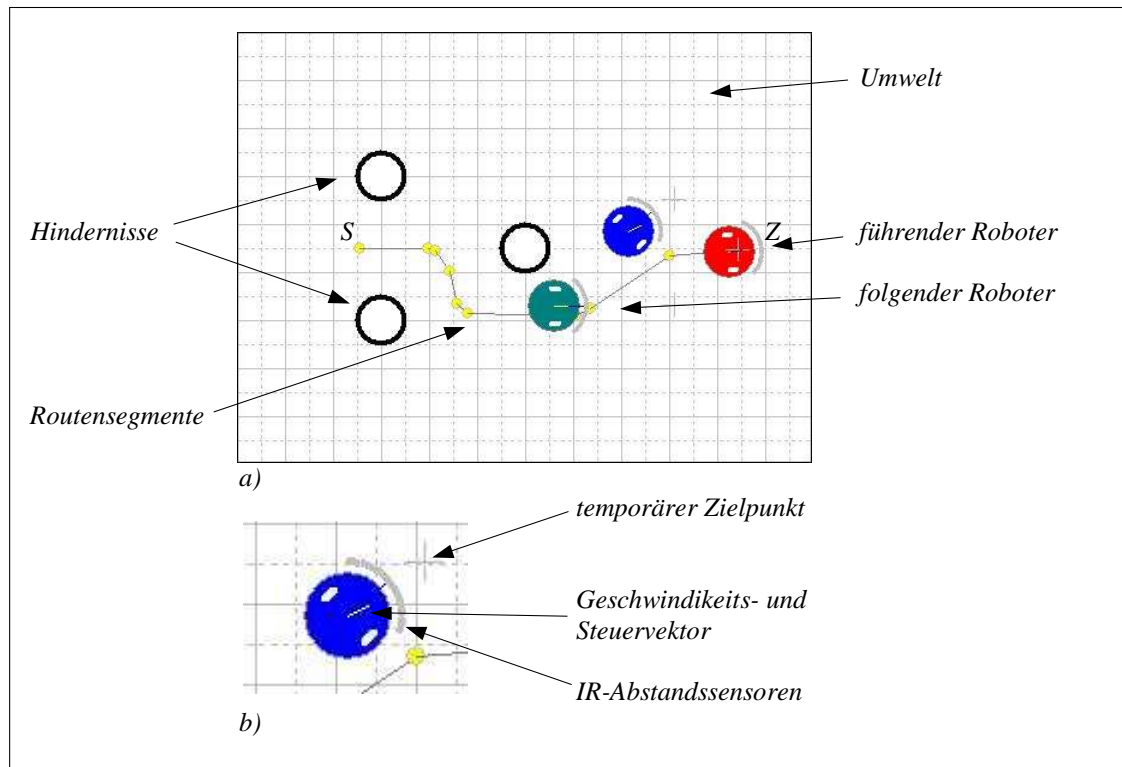 Umwelt
Hindernisse
S
Z
führender Roboter
folgender Roboter
Routensegmente
a)
temporärer Zielpunkt
Geschwindikeits- und
Steuervektor
IR-Abstandssensoren
b)